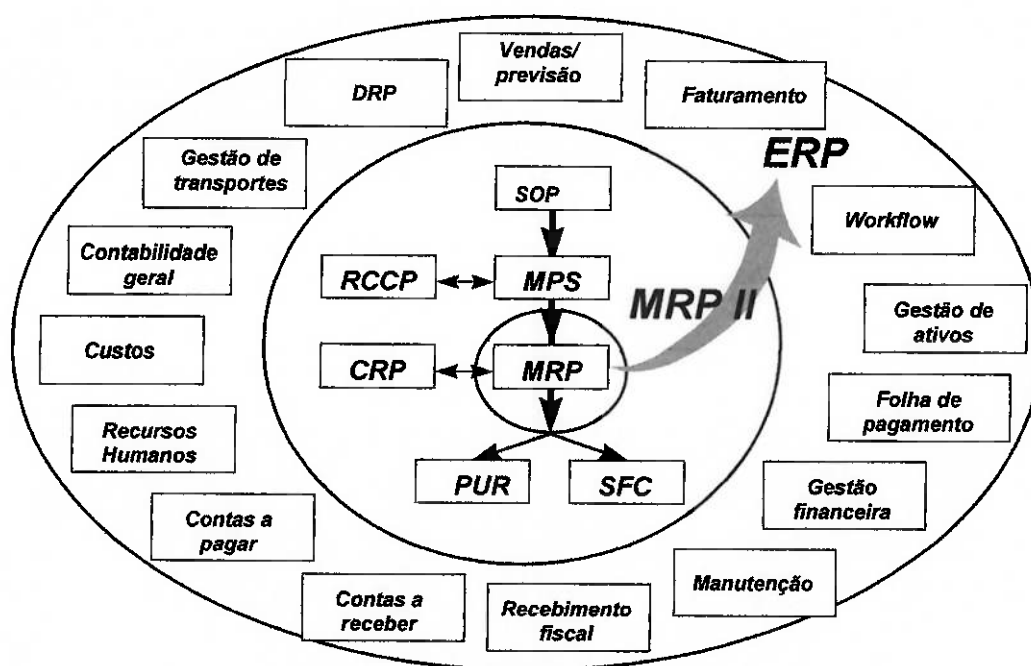 Vendas/
previsão
DRP
Faturamento
ERP
Gestão de
transportes
SOP
Workflow
Contabilidade
geral
RCCP
MPS
MRP II
Gestão de
ativos
Custos
CRP
MRP
Folha de
pagamento
Recursos
Humanos
PUR
SFC
Gestão
financeira
Contas a
pagar
Manutenção
Contas a
receber
Recebimento
fiscal